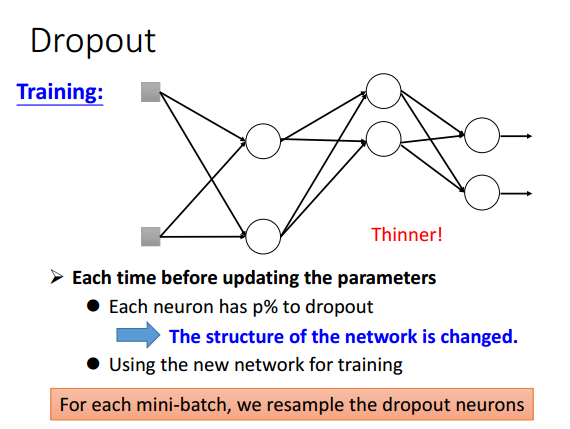 Dropout
Training:
Thinner!
➢ Each time before updating the parameters
● Each neuron has p% to dropout
The structure of the network is changed.
● Using the new network for training
For each mini-batch, we resample the dropout neurons